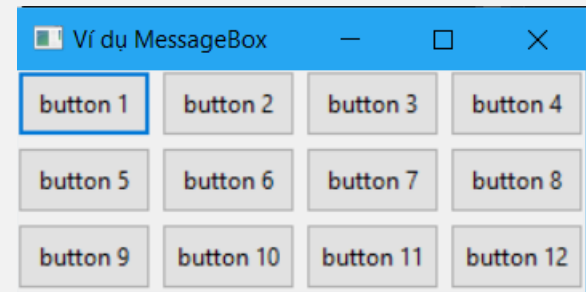 Ví dụ MessageBox
button 1 button 2 button 3 button 4
button 5 button 6 button 7 button 8
button 9 button 10 button 11 button 12